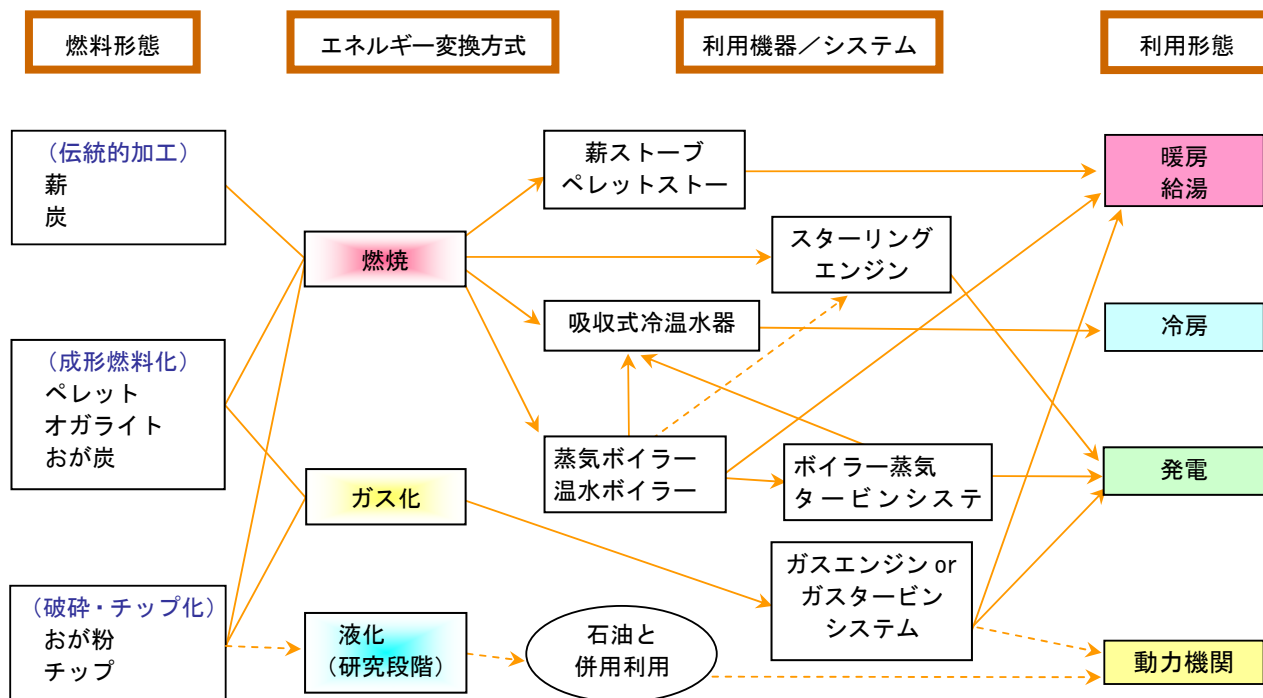 燃料形態
エネルギー変換方式
利用機器／システム
利用形態
（伝統的加工）
薪
炭
（成形燃料化）
ペレット
オガライト
おが炭
（破砕・チップ化）
おが粉
チップ
燃焼
ガス化
液化
（研究段階）
薪ストーブ
ペレットストー
スターリング
エンジン
吸収式冷温水器
蒸気ボイラー
温水ボイラー
ボイラー蒸気
タービンシステ
ガスエンジン or
ガスタービン
システム
石油と
併用利用
暖房
給湯
冷房
発電
動力機関